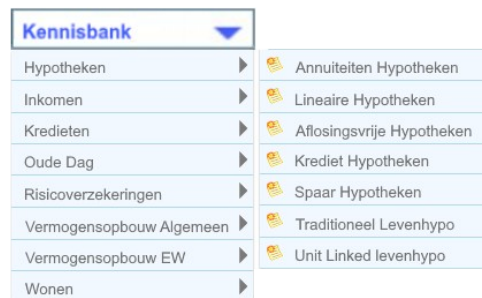 Kennisbank
Hypotheken
Inkomen
Kredieten
Oude Dag
Risicoverzekeringen
Vermogensopbouw Algemeen
Vermogensopbouw EW
Wonen
Annuiteiten Hypotheken
Lineaire Hypotheken
Aflosingsvrije Hypotheken
Krediet Hypotheken
Spaar Hypotheken
Traditioneel Levenhypo
Unit Linked levenhypo